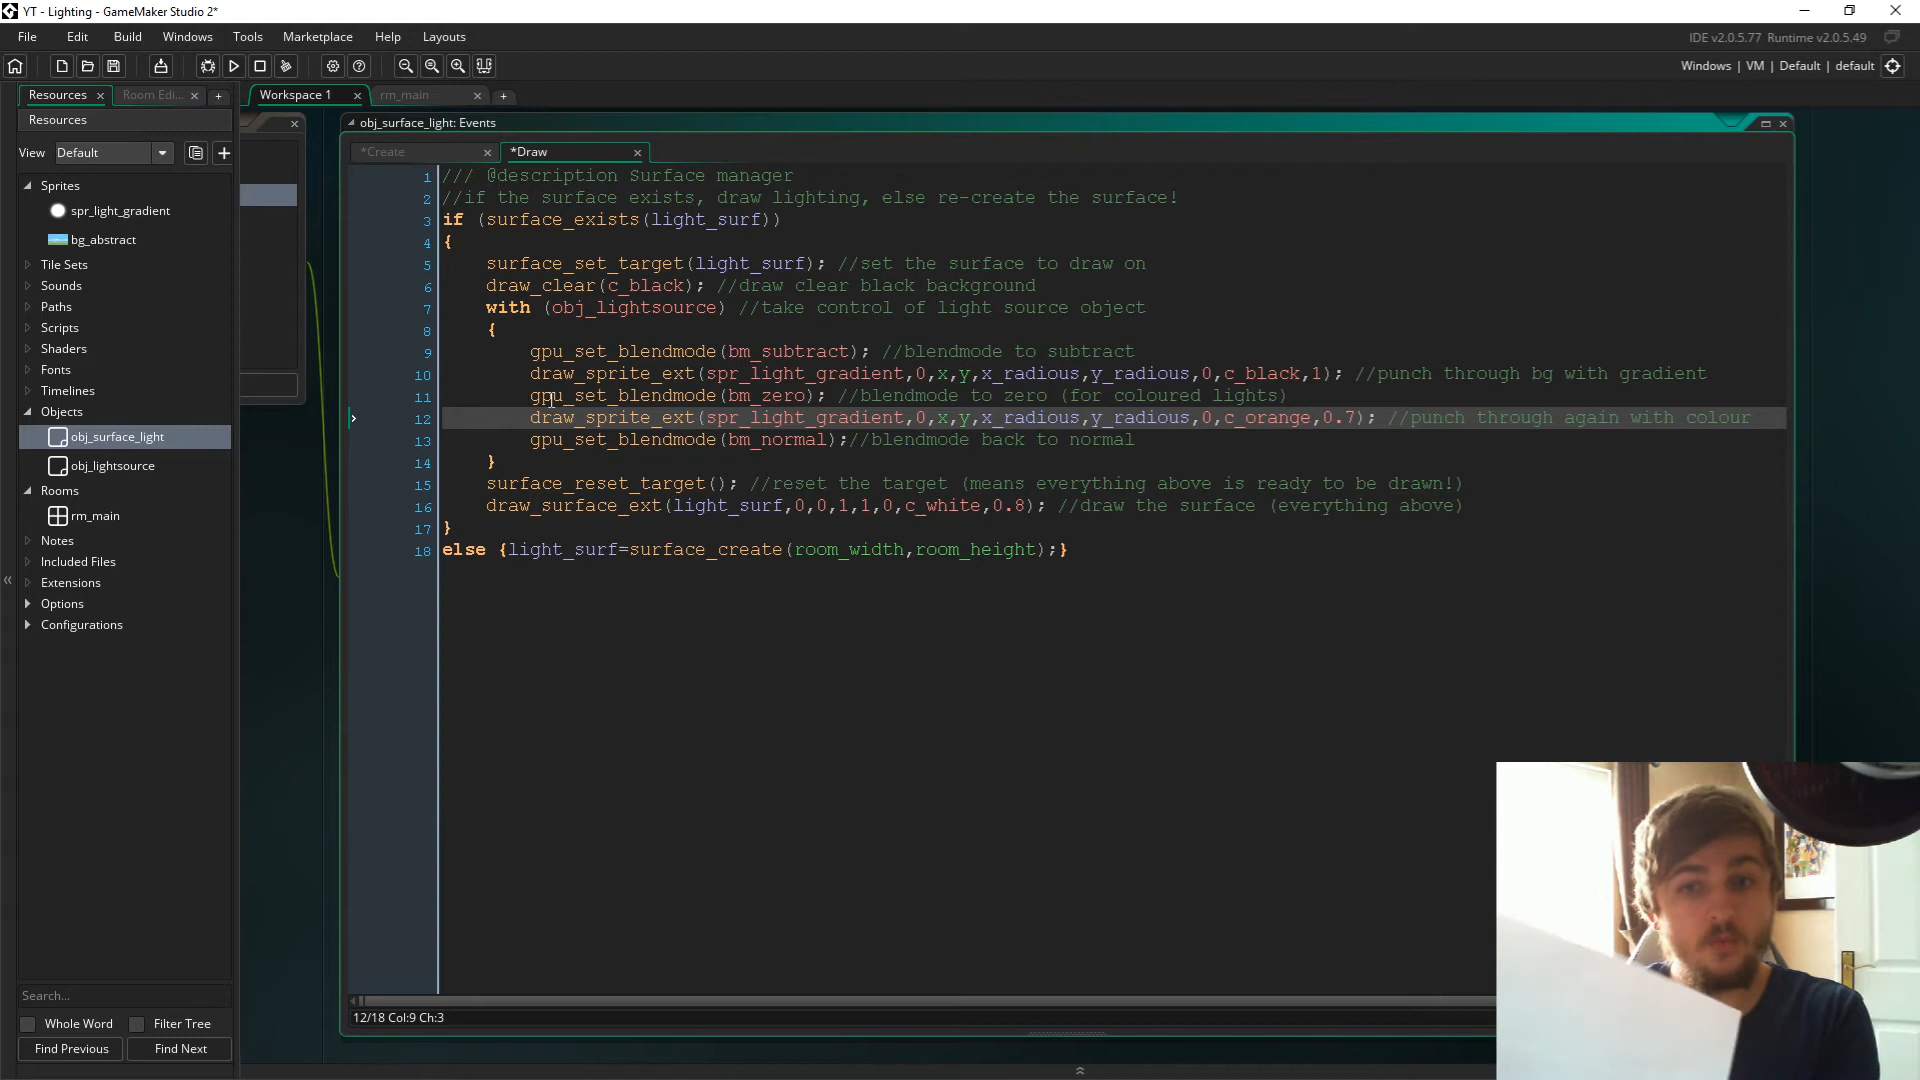 YT - Lighting - GameMaker Studio 2*
File Edit Build Windows Tools Marketplace Help Layouts
IDE v2.0.5.77 Runtime v2.0.5.49
Windows | VM | Default | default
Resources Room Edi...
Workspace 1 rm_main
Resources
View Default
Sprites
spr_light_gradient
bg_abstract
Tile Sets
Sounds
Paths
Scripts
Shaders
Fonts
Timelines
Objects
obj_surface_light
obj_lightsource
Rooms
rm_main
Notes
Included Files
Extensions
Options
Configurations
Search...
Whole Word Filter Tree
Find Previous Find Next
obj_surface_light: Events
*Create *Draw
1 /// @description Surface manager
2 //if the surface exists, draw lighting, else re-create the surface!
3 if (surface_exists(light_surf))
4 {
5 surface_set_target(light_surf); //set the surface to draw on
6 draw_clear(c_black); //draw clear black background
7 with (obj_lightsource) //take control of light source object
8 {
9 gpu_set_blendmode(bm_subtract); //blendmode to subtract
10 draw_sprite_ext(spr_light_gradient,0,x,y,x_radious,y_radious,0,c_black,1); //punch through bg with gradient
11 gpu_set_blendmode(bm_zero); //blendmode to zero (for coloured lights)
12 draw_sprite_ext(spr_light_gradient,0,x,y,x_radious,y_radious,0,c_orange,0.7); //punch through again with colour
13 gpu_set_blendmode(bm_normal);//blendmode back to normal
14 }
15 surface_reset_target(); //reset the target (means everything above is ready to be drawn!)
16 draw_surface_ext(light_surf,0,0,1,1,0,c_white,0.8); //draw the surface (everything above)
17 }
18 else {light_surf=surface_create(room_width,room_height);}
12/18 Col:9 Ch:3